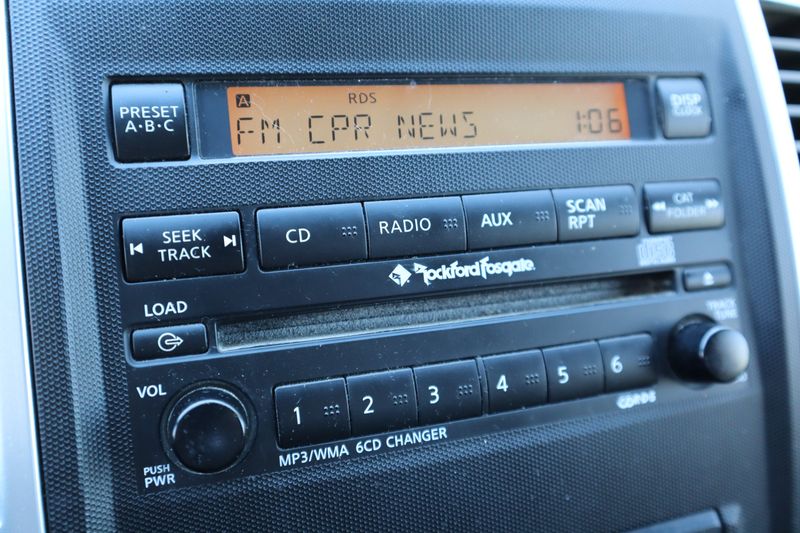 PRESET
A·B·C
A
RDS
FM CPR NEWS 1:06
DISP
CLOCK
SEEK
TRACK
CD
RADIO
AUX
SCAN
RPT
CAT
FOLDER
Rockford Fosgate
LOAD
TRACK
TUNE
VOL
PUSH
PWR
1
2
3
4
5
6
MP3/WMA 6CD CHANGER